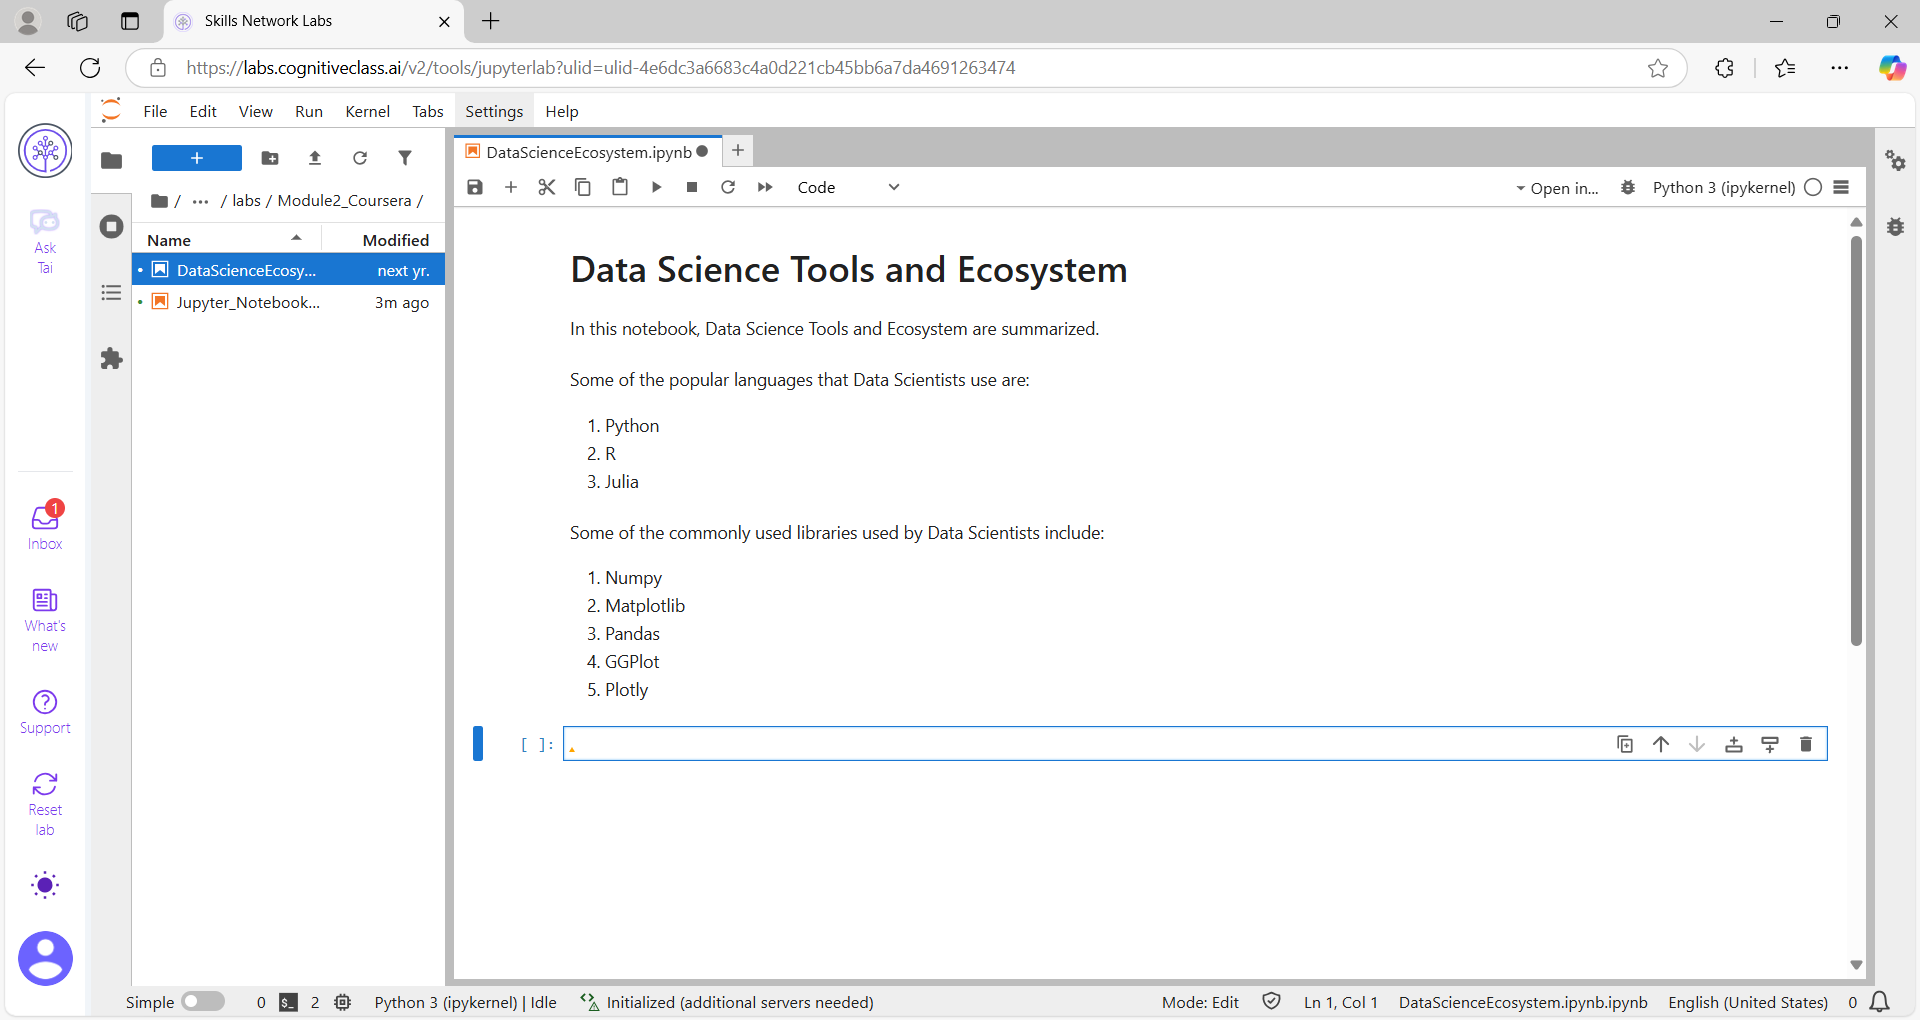 Skills Network Labs
https://labs.cognitiveclass.ai/v2/tools/jupyterlab?ulid=ulid-4e6dc3a6683c4a0d221cb45bb6a7da4691263474
File Edit View Run Kernel Tabs Settings Help
Ask
Tai
1
Inbox
What's
new
Support
Reset
lab
+
/ ··· / labs / Module2_Coursera /
Name Modified
DataScienceEcosy... next yr.
Jupyter_Notebook... 3m ago
DataScienceEcosystem.ipynb
Code
Open in...
Python 3 (ipykernel)
Data Science Tools and Ecosystem
In this notebook, Data Science Tools and Ecosystem are summarized.
Some of the popular languages that Data Scientists use are:
1. Python
2. R
3. Julia
Some of the commonly used libraries used by Data Scientists include:
1. Numpy
2. Matplotlib
3. Pandas
4. GGPlot
5. Plotly
[ ]:
Simple 0 2 Python 3 (ipykernel) | Idle Initialized (additional servers needed) Mode: Edit Ln 1, Col 1 DataScienceEcosystem.ipynb.ipynb English (United States) 0